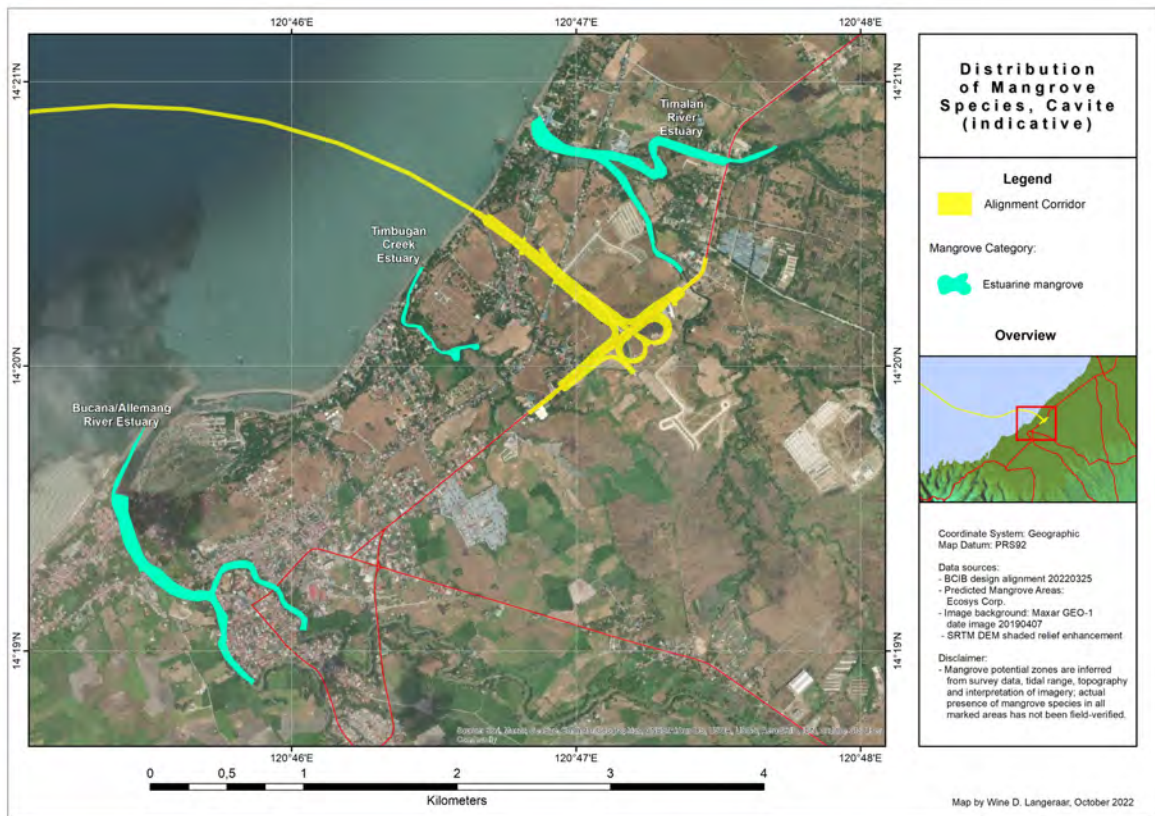 120°46'E
120°47'E
120°48'E
14°21'N
14°20'N
14°19'N
14°21'N
14°20'N
14°19'N
Timalan
River
Estuary
Timbugan
Creek
Estuary
Bucana/Allemang
River Estuary
120°46'E
120°47'E
120°48'E
0
0,5
1
2
3
4
Kilometers
Distribution
of Mangrove
Species, Cavite
(indicative)
Legend
Alignment Corridor
Mangrove Category:
Estuarine mangrove
Overview
Coordinate System: Geographic
Map Datum: PRS92
Data sources:
- BCIB design alignment 20220325
- Predicted Mangrove Areas:
Ecosys Corp.
- Image background: Maxar GEO-1
date image 20190407
- SRTM DEM shaded relief enhancement
Disclaimer:
- Mangrove potential zones are inferred
from survey data, tidal range, topography
and interpretation of imagery; actual
presence of mangrove species in all
marked areas has not been field-verified.
Map by Wine D. Langeraar, October 2022